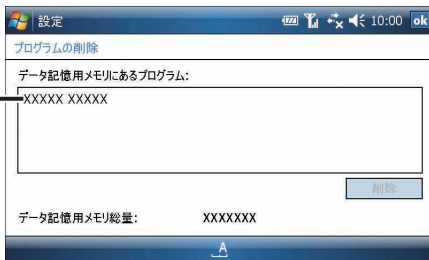 設定 10:00 ok
プログラムの削除
データ記憶用メモリにあるプログラム:
XXXXX XXXXX
削除
データ記憶用メモリ総量: XXXXXXX
A